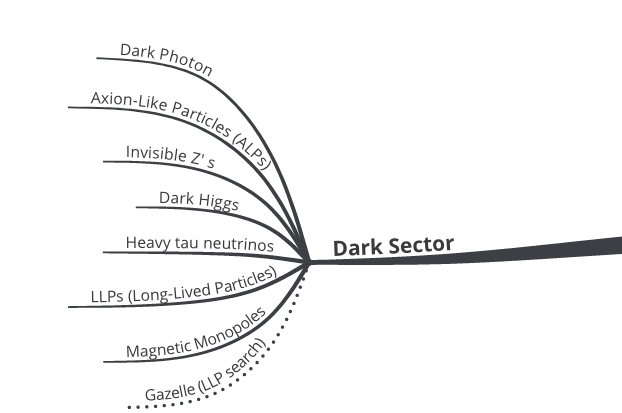 Dark Photon
Axion-Like Particles (ALPs)
Invisible Z' s
Dark Higgs
Heavy tau neutrinos
LLPs (Long-Lived Particles)
Magnetic Monopoles
Gazelle (LLP search)
Dark Sector